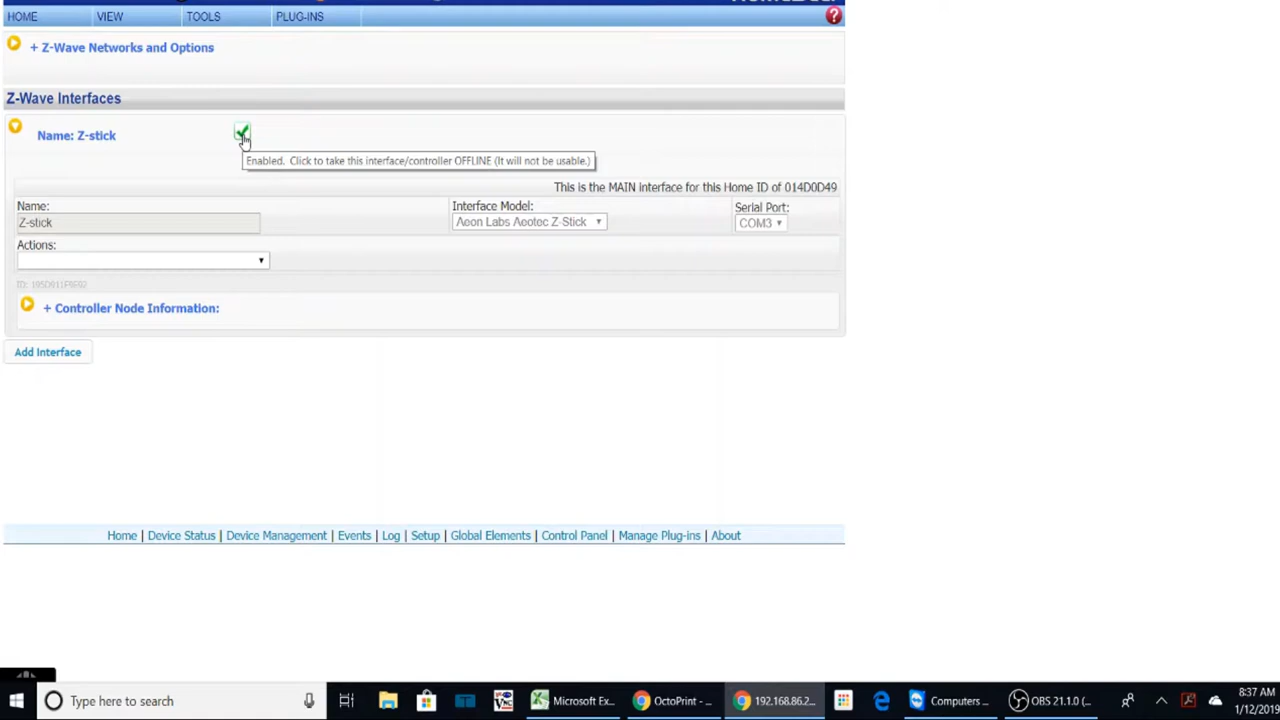 HOME VIEW TOOLS PLUG-INS
+ Z-Wave Networks and Options
Z-Wave Interfaces
Name: Z-stick
Enabled. Click to take this interface/controller OFFLINE (It will not be usable.)
This is the MAIN interface for this Home ID of 014D0D49
Name: Interface Model: Serial Port:
Z-stick Aeon Labs Aeotec Z-Stick COM3
Actions:
+ Controller Node Information:
Add Interface
Home | Device Status | Device Management | Events | Log | Setup | Global Elements | Control Panel | Manage Plug-ins | About
Type here to search Microsoft Ex... OctoPrint - ... 192.168.86.2... Computers ... OBS 21.1.0 (... 8:37 AM
1/12/2019